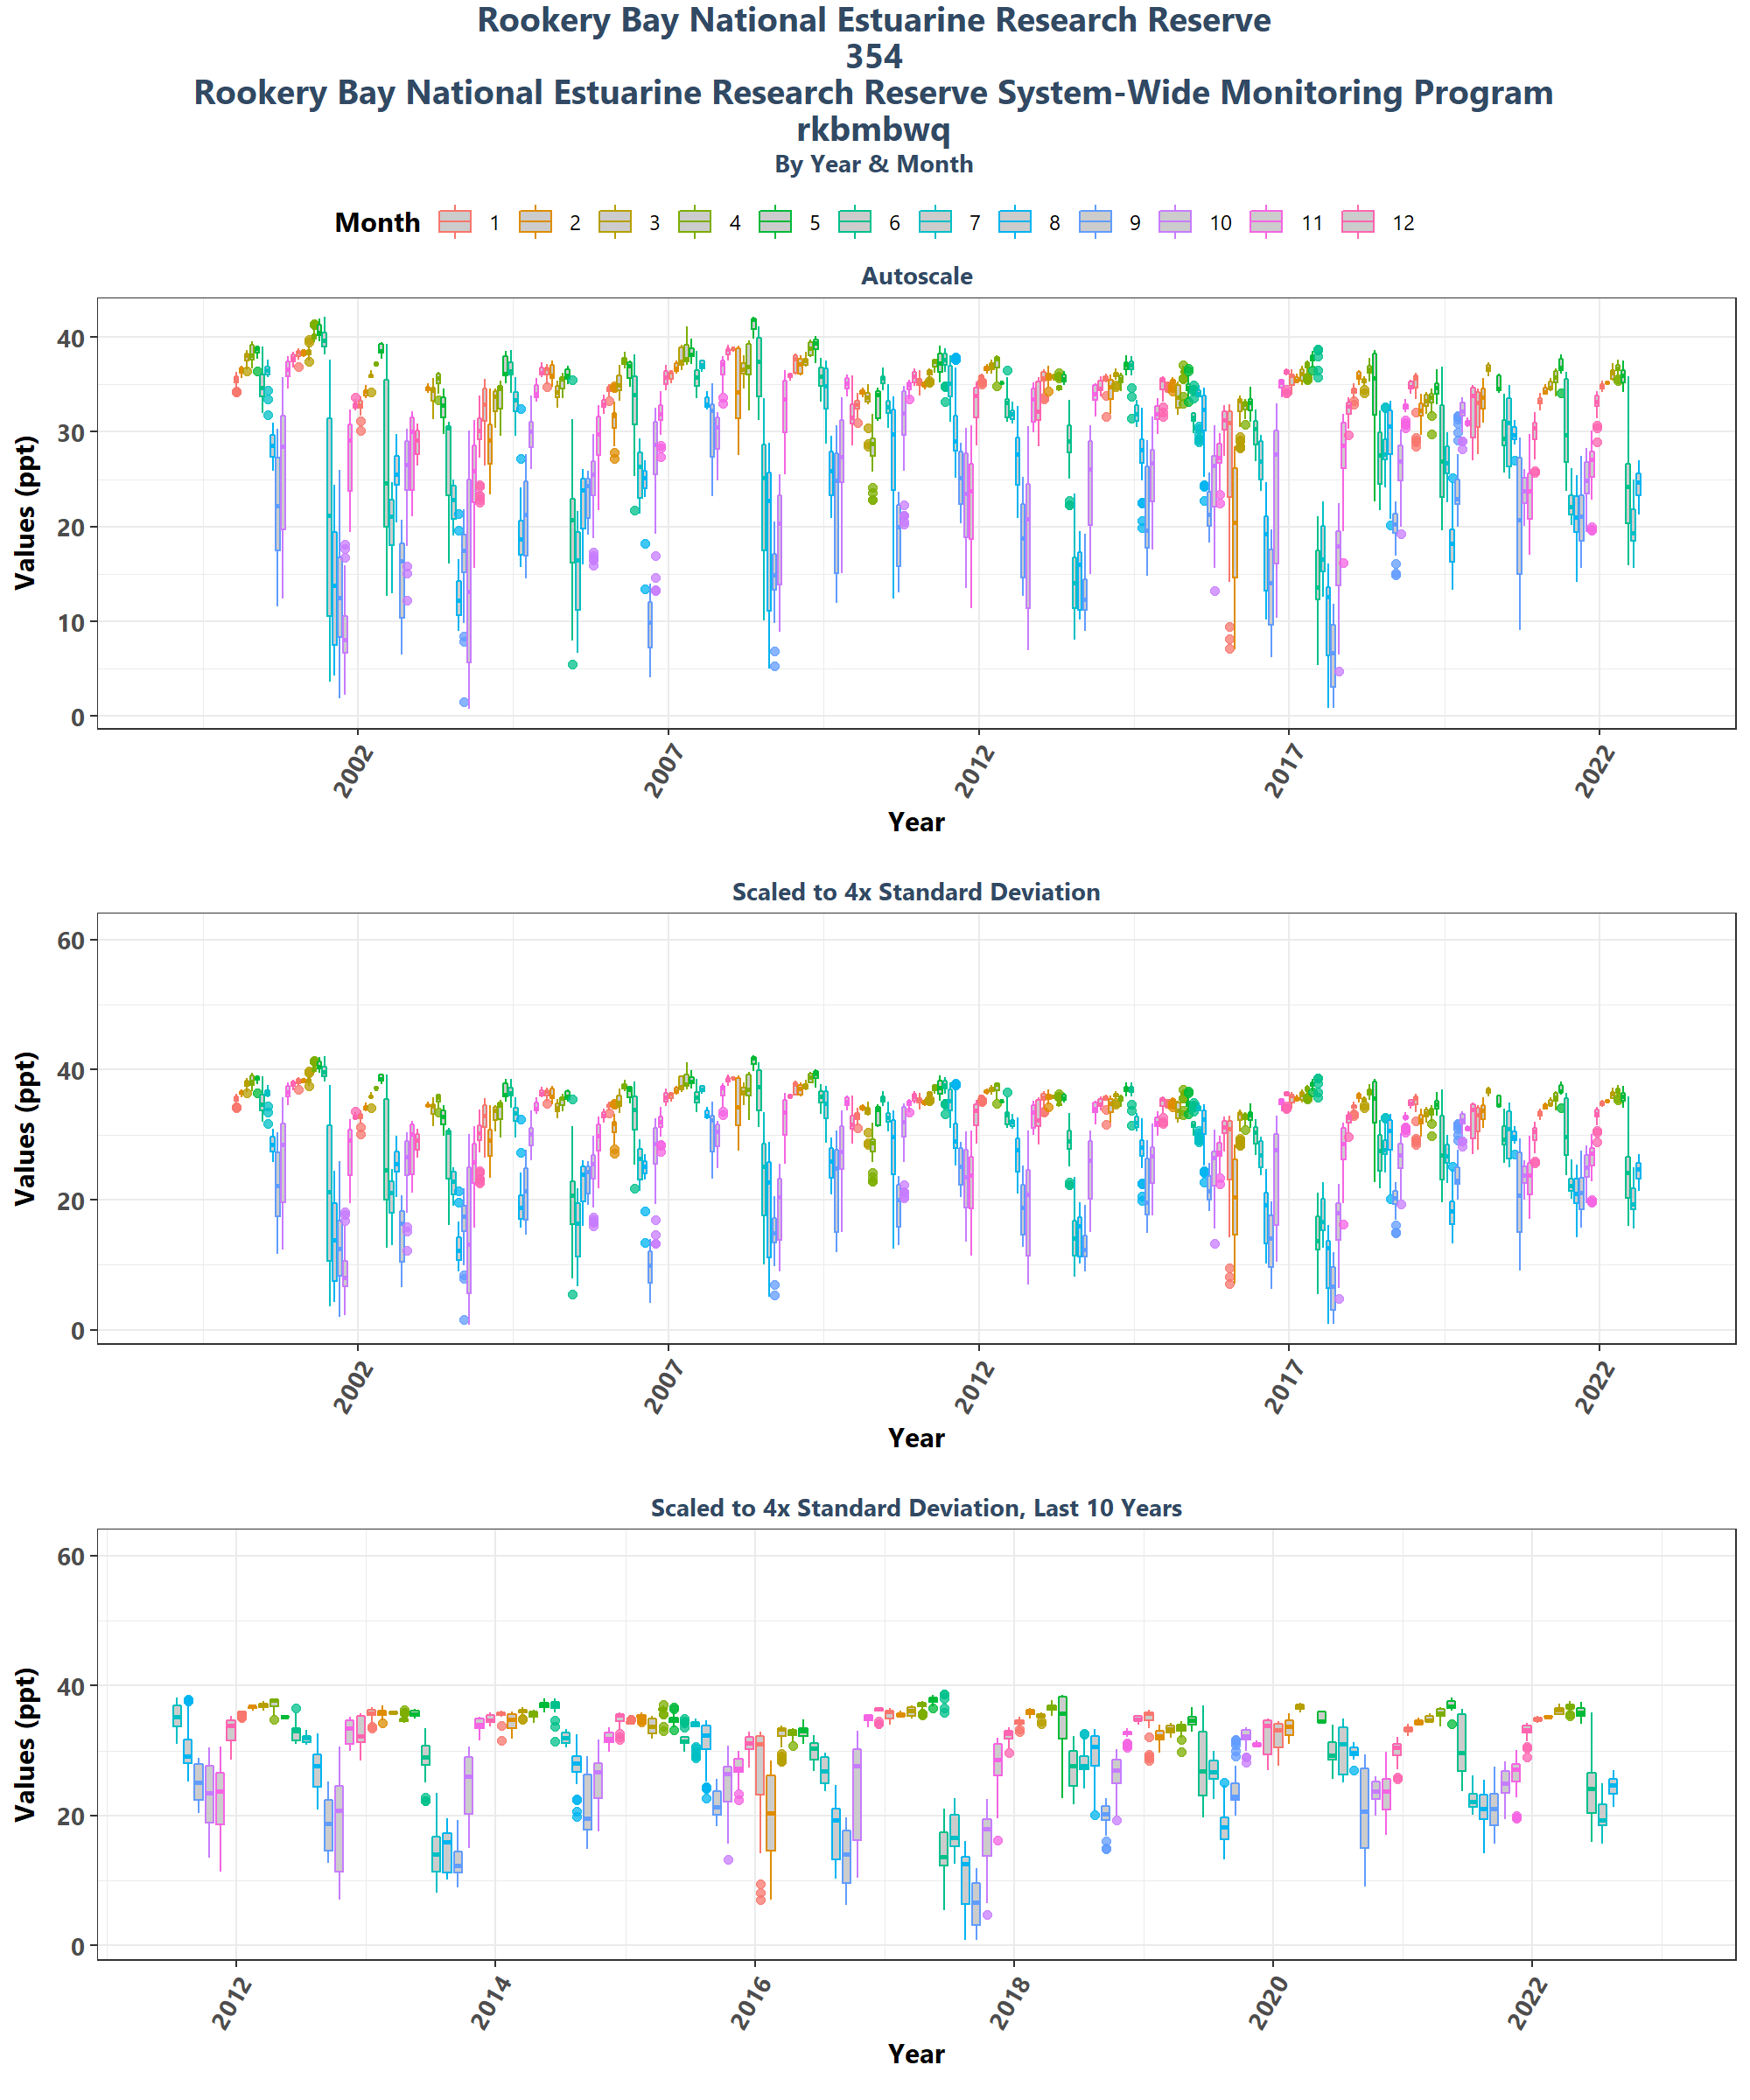 Rookery Bay National Estuarine Research Reserve
354
Rookery Bay National Estuarine Research Reserve System-Wide Monitoring Program
rkbmbwq
By Year & Month
Month 1 2 3 4 5 6 7 8 9 10 11 12
Autoscale
Values (ppt)
40
30
20
10
0
2002 2007 2012 2017 2022
Year
Scaled to 4x Standard Deviation
Values (ppt)
60
40
20
0
2002 2007 2012 2017 2022
Year
Scaled to 4x Standard Deviation, Last 10 Years
Values (ppt)
60
40
20
0
2012 2014 2016 2018 2020 2022
Year